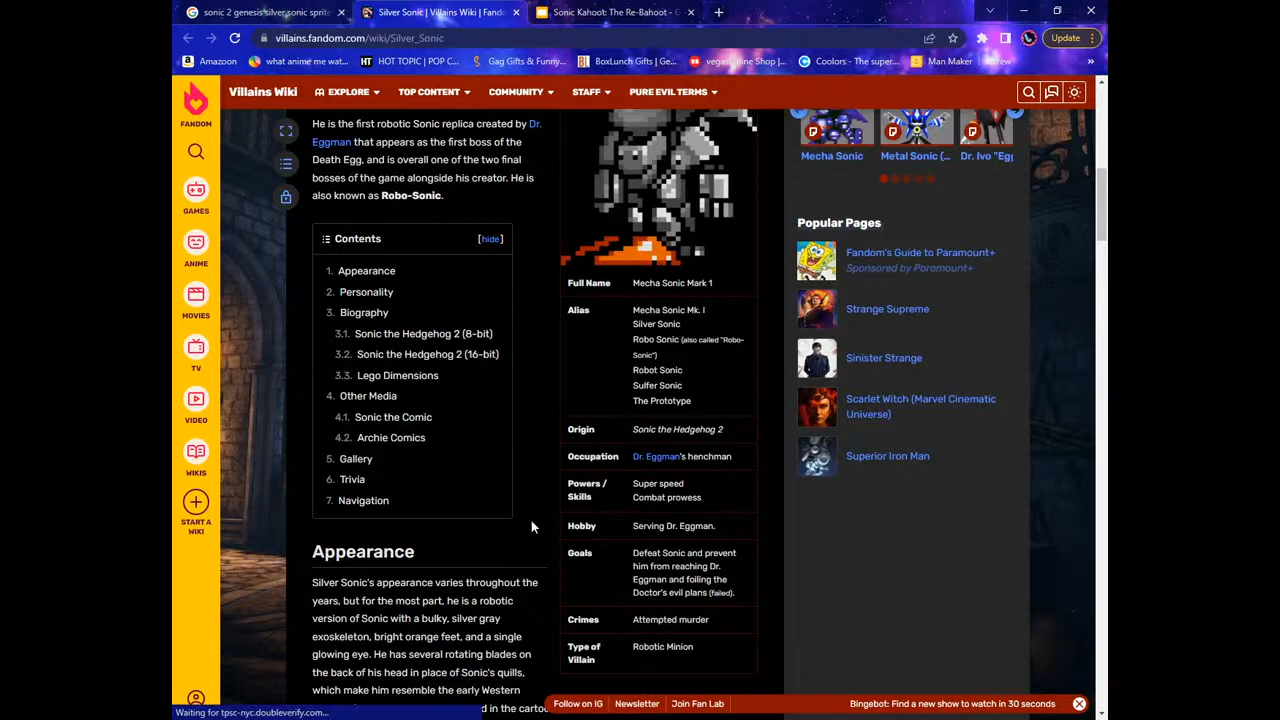 sonic 2 genesis silver sonic sprite
Silver Sonic | Villains Wiki | Fando
Sonic Kahoot: The Re-Bahoot - G
villains.fandom.com/wiki/Silver_Sonic
Update
Amazoon
what animé me wat...
HOT TOPIC | POP C...
Gag Gifts & Funny...
BoxLunch Gifts | Ge...
Coolors - The super...
Man Maker
Villains Wiki
EXPLORE
TOP CONTENT
COMMUNITY
STAFF
PURE EVIL TERMS
FANDOM
GAMES
ANIME
MOVIES
TV
VIDEO
WIKIS
START A
WIKI
He is the first robotic Sonic replica created by Dr.
Eggman that appears as the first boss of the
Death Egg, and is overall one of the two final
bosses of the game alongside his creator. He is
also known as Robo-Sonic.
Contents [hide]
1. Appearance
2. Personality
3. Biography
3.1. Sonic the Hedgehog 2 (8-bit)
3.2. Sonic the Hedgehog 2 (16-bit)
3.3. Lego Dimensions
4. Other Media
4.1. Sonic the Comic
4.2. Archie Comics
5. Gallery
6. Trivia
7. Navigation
Appearance
Silver Sonic's appearance varies throughout the
years, but for the most part, he is a robotic
version of Sonic with a bulky, silver gray
exoskeleton, bright orange feet, and a single
glowing eye. He has several rotating blades on
the back of his head in place of Sonic's quills,
which make him resemble the early Western
d in the cartoo
Full Name Mecha Sonic Mark 1
Alias Mecha Sonic Mk. I
Silver Sonic
Robo Sonic (also called "Robo-
Sonic")
Robot Sonic
Sulfer Sonic
The Prototype
Origin Sonic the Hedgehog 2
Occupation Dr. Eggman's henchman
Powers / Super speed
Skills Combat prowess
Hobby Serving Dr. Eggman.
Goals Defeat Sonic and prevent
him from reaching Dr.
Eggman and foiling the
Doctor's evil plans (failed).
Crimes Attempted murder
Type of Robotic Minion
Villain
Mecha Sonic
Metal Sonic (...
Dr. Ivo "Egg
Popular Pages
Fandom's Guide to Paramount+
Sponsored by Paramount+
Strange Supreme
Sinister Strange
Scarlet Witch (Marvel Cinematic
Universe)
Superior Iron Man
Follow on IG
Newsletter
Join Fan Lab
Bingebot: Find a new show to watch in 30 seconds
Waiting for tpsc-nyc.doubleverify.com...